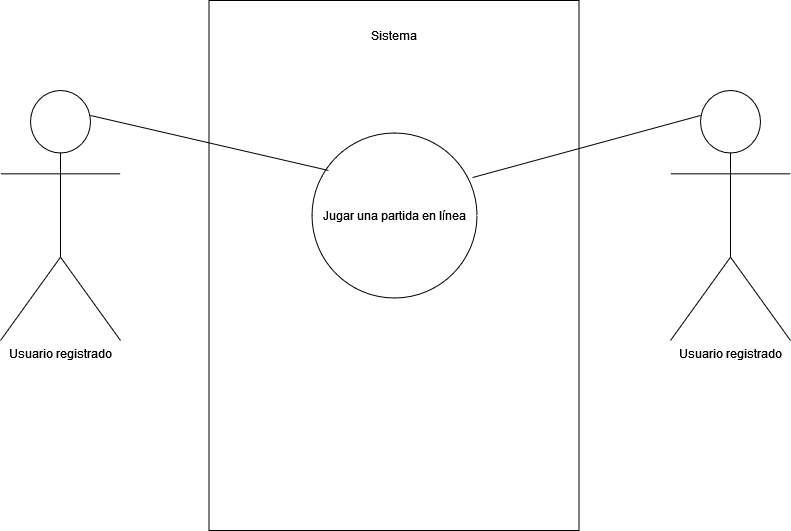 Sistema
Jugar una partida en línea
Usuario registrado
Usuario registrado